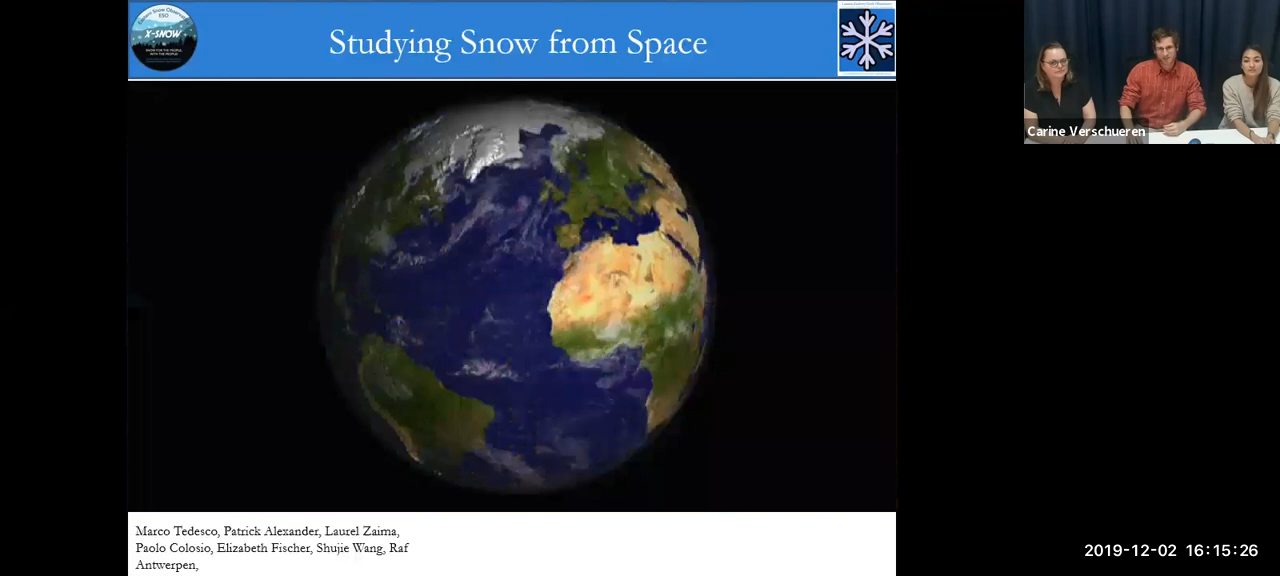 X-SNOW
Studying Snow from Space
Carine Verschueren
Marco Tedesco, Patrick Alexander, Laurel Zaima,
Paolo Colosio, Elizabeth Fischer, Shujie Wang, Raf
Antwerpen,
2019-12-02 16:15:26